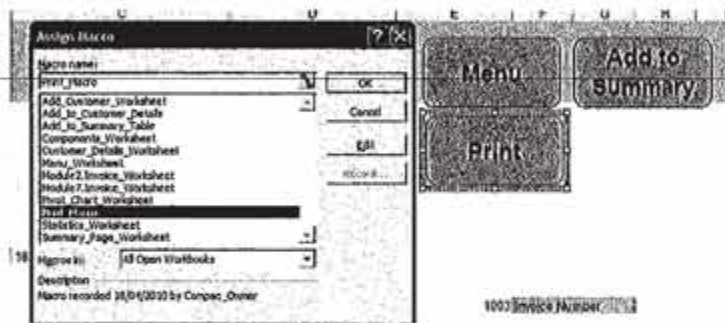 C D E F G H
Assign Macro
Macro name:
Print_Macro
OK
Menu
Add to
Summary
Add_Customer_Worksheet
Add_to_Customer_Details
Add_to_Summary_Table
Components_Worksheet
Customer_Details_Worksheet
Menu_Worksheet
Module2.Invoice_Worksheet
Module7.Invoice_Worksheet
Pivot_Chart_Worksheet
Print_Macro
Statistics_Worksheet
Summary_Page_Worksheet
Cancel
Edit
Record...
Print
16
Macros in:
All Open Workbooks
Description
Macro recorded 18/04/2010 by Compaq_Owner
1003 Invoice Number